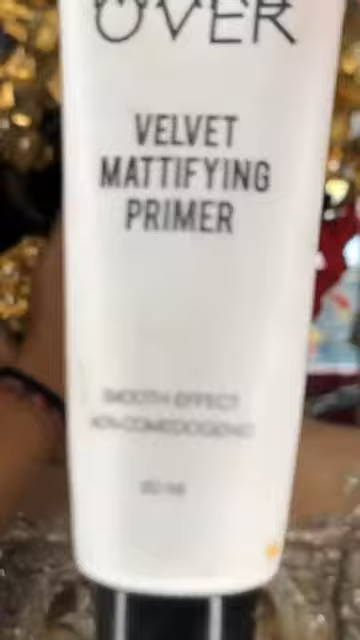 OVER
VELVET
MATTIFYING
PRIMER
SMOOTH EFFECT
NON-COMEDOGENIC